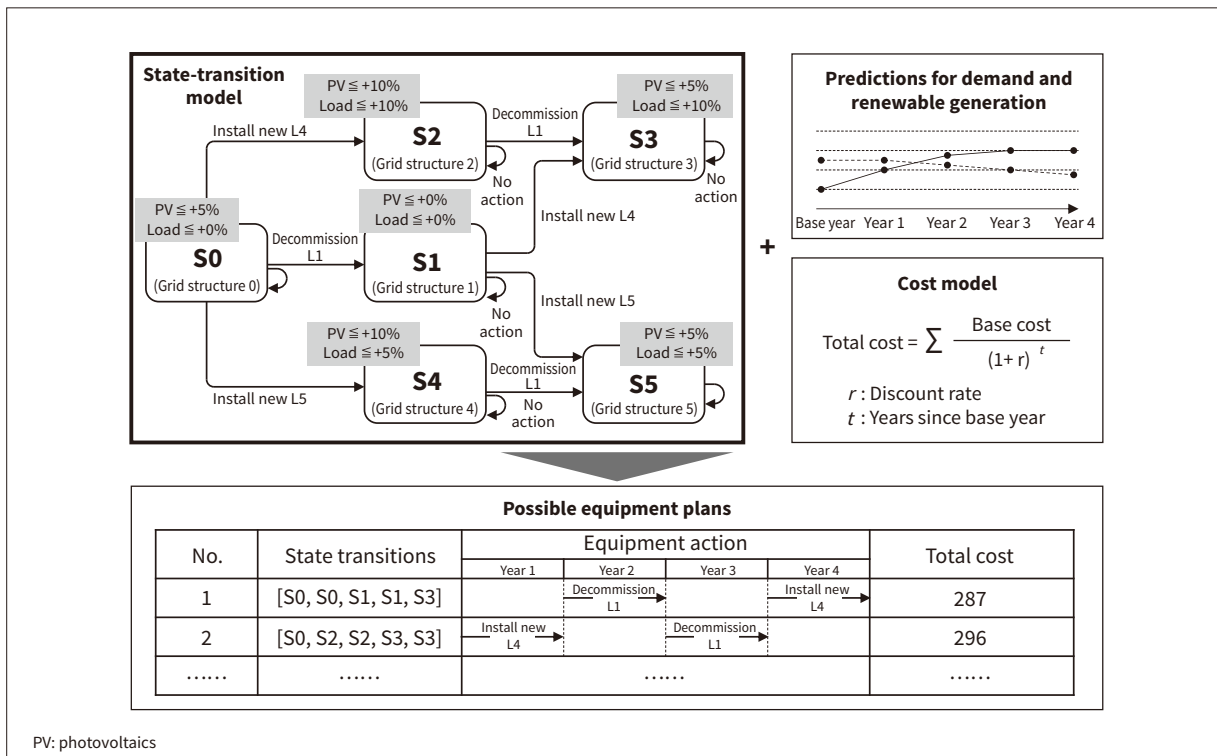 State-transition
model
PV ≦ +10%
Load ≦ +10%
S2
(Grid structure 2)
Install new L4
Decommission
L1
No
action
PV ≦ +5%
Load ≦ +10%
S3
(Grid structure 3)
No
action
PV ≦ +5%
Load ≦ +0%
S0
(Grid structure 0)
Decommission
L1
PV ≦ +0%
Load ≦ +0%
S1
(Grid structure 1)
No
action
Install new L4
Install new L5
PV ≦ +10%
Load ≦ +5%
S4
(Grid structure 4)
Install new L5
Decommission
L1
No
action
PV ≦ +5%
Load ≦ +5%
S5
(Grid structure 5)
+
Predictions for demand and
renewable generation
Base year Year 1 Year 2 Year 3 Year 4
Cost model
Total cost = Σ Base cost / (1+ r) t
r : Discount rate
t : Years since base year
Possible equipment plans
No. State transitions Equipment action Total cost
Year 1 Year 2 Year 3 Year 4
1 [S0, S0, S1, S1, S3] Decommission L1 Install new L4 287
2 [S0, S2, S2, S3, S3] Install new L4 Decommission L1 296
…… …… …… ……
PV: photovoltaics